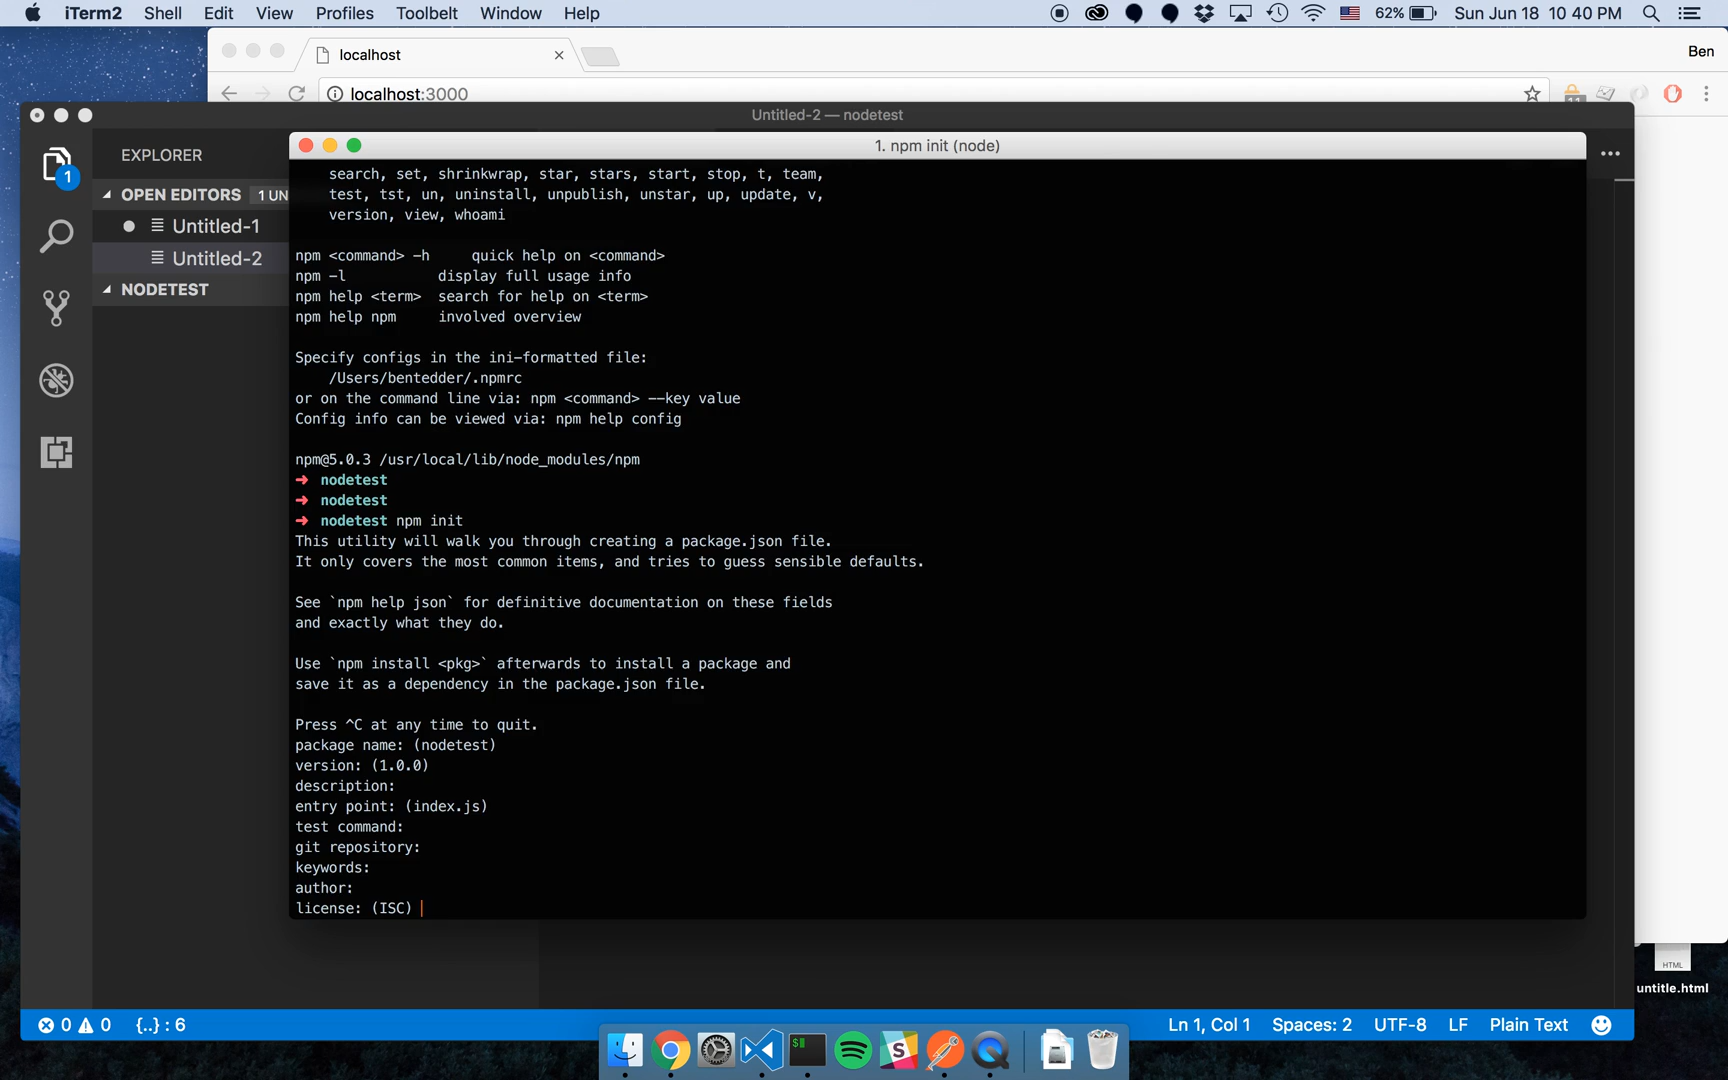 iTerm2 Shell Edit View Profiles Toolbelt Window Help 62% Sun Jun 18 10 40 PM
localhost
Ben
localhost:3000
Untitled-2 — nodetest
EXPLORER
1
OPEN EDITORS 1 UN
Untitled-1
Untitled-2
NODETEST
1. npm init (node)
search, set, shrinkwrap, star, stars, start, stop, t, team,
test, tst, un, uninstall, unpublish, unstar, up, update, v,
version, view, whoami
npm <command> -h quick help on <command>
npm -l display full usage info
npm help <term> search for help on <term>
npm help npm involved overview
Specify configs in the ini-formatted file:
/Users/bentedder/.npmrc
or on the command line via: npm <command> --key value
Config info can be viewed via: npm help config
npm@5.0.3 /usr/local/lib/node_modules/npm
➜ nodetest
➜ nodetest
➜ nodetest npm init
This utility will walk you through creating a package.json file.
It only covers the most common items, and tries to guess sensible defaults.
See `npm help json` for definitive documentation on these fields
and exactly what they do.
Use `npm install <pkg>` afterwards to install a package and
save it as a dependency in the package.json file.
Press ^C at any time to quit.
package name: (nodetest)
version: (1.0.0)
description:
entry point: (index.js)
test command:
git repository:
keywords:
author:
license: (ISC)
HTML
untitle.html
0 0 {..} : 6
Ln 1, Col 1 Spaces: 2 UTF-8 LF Plain Text
$
S